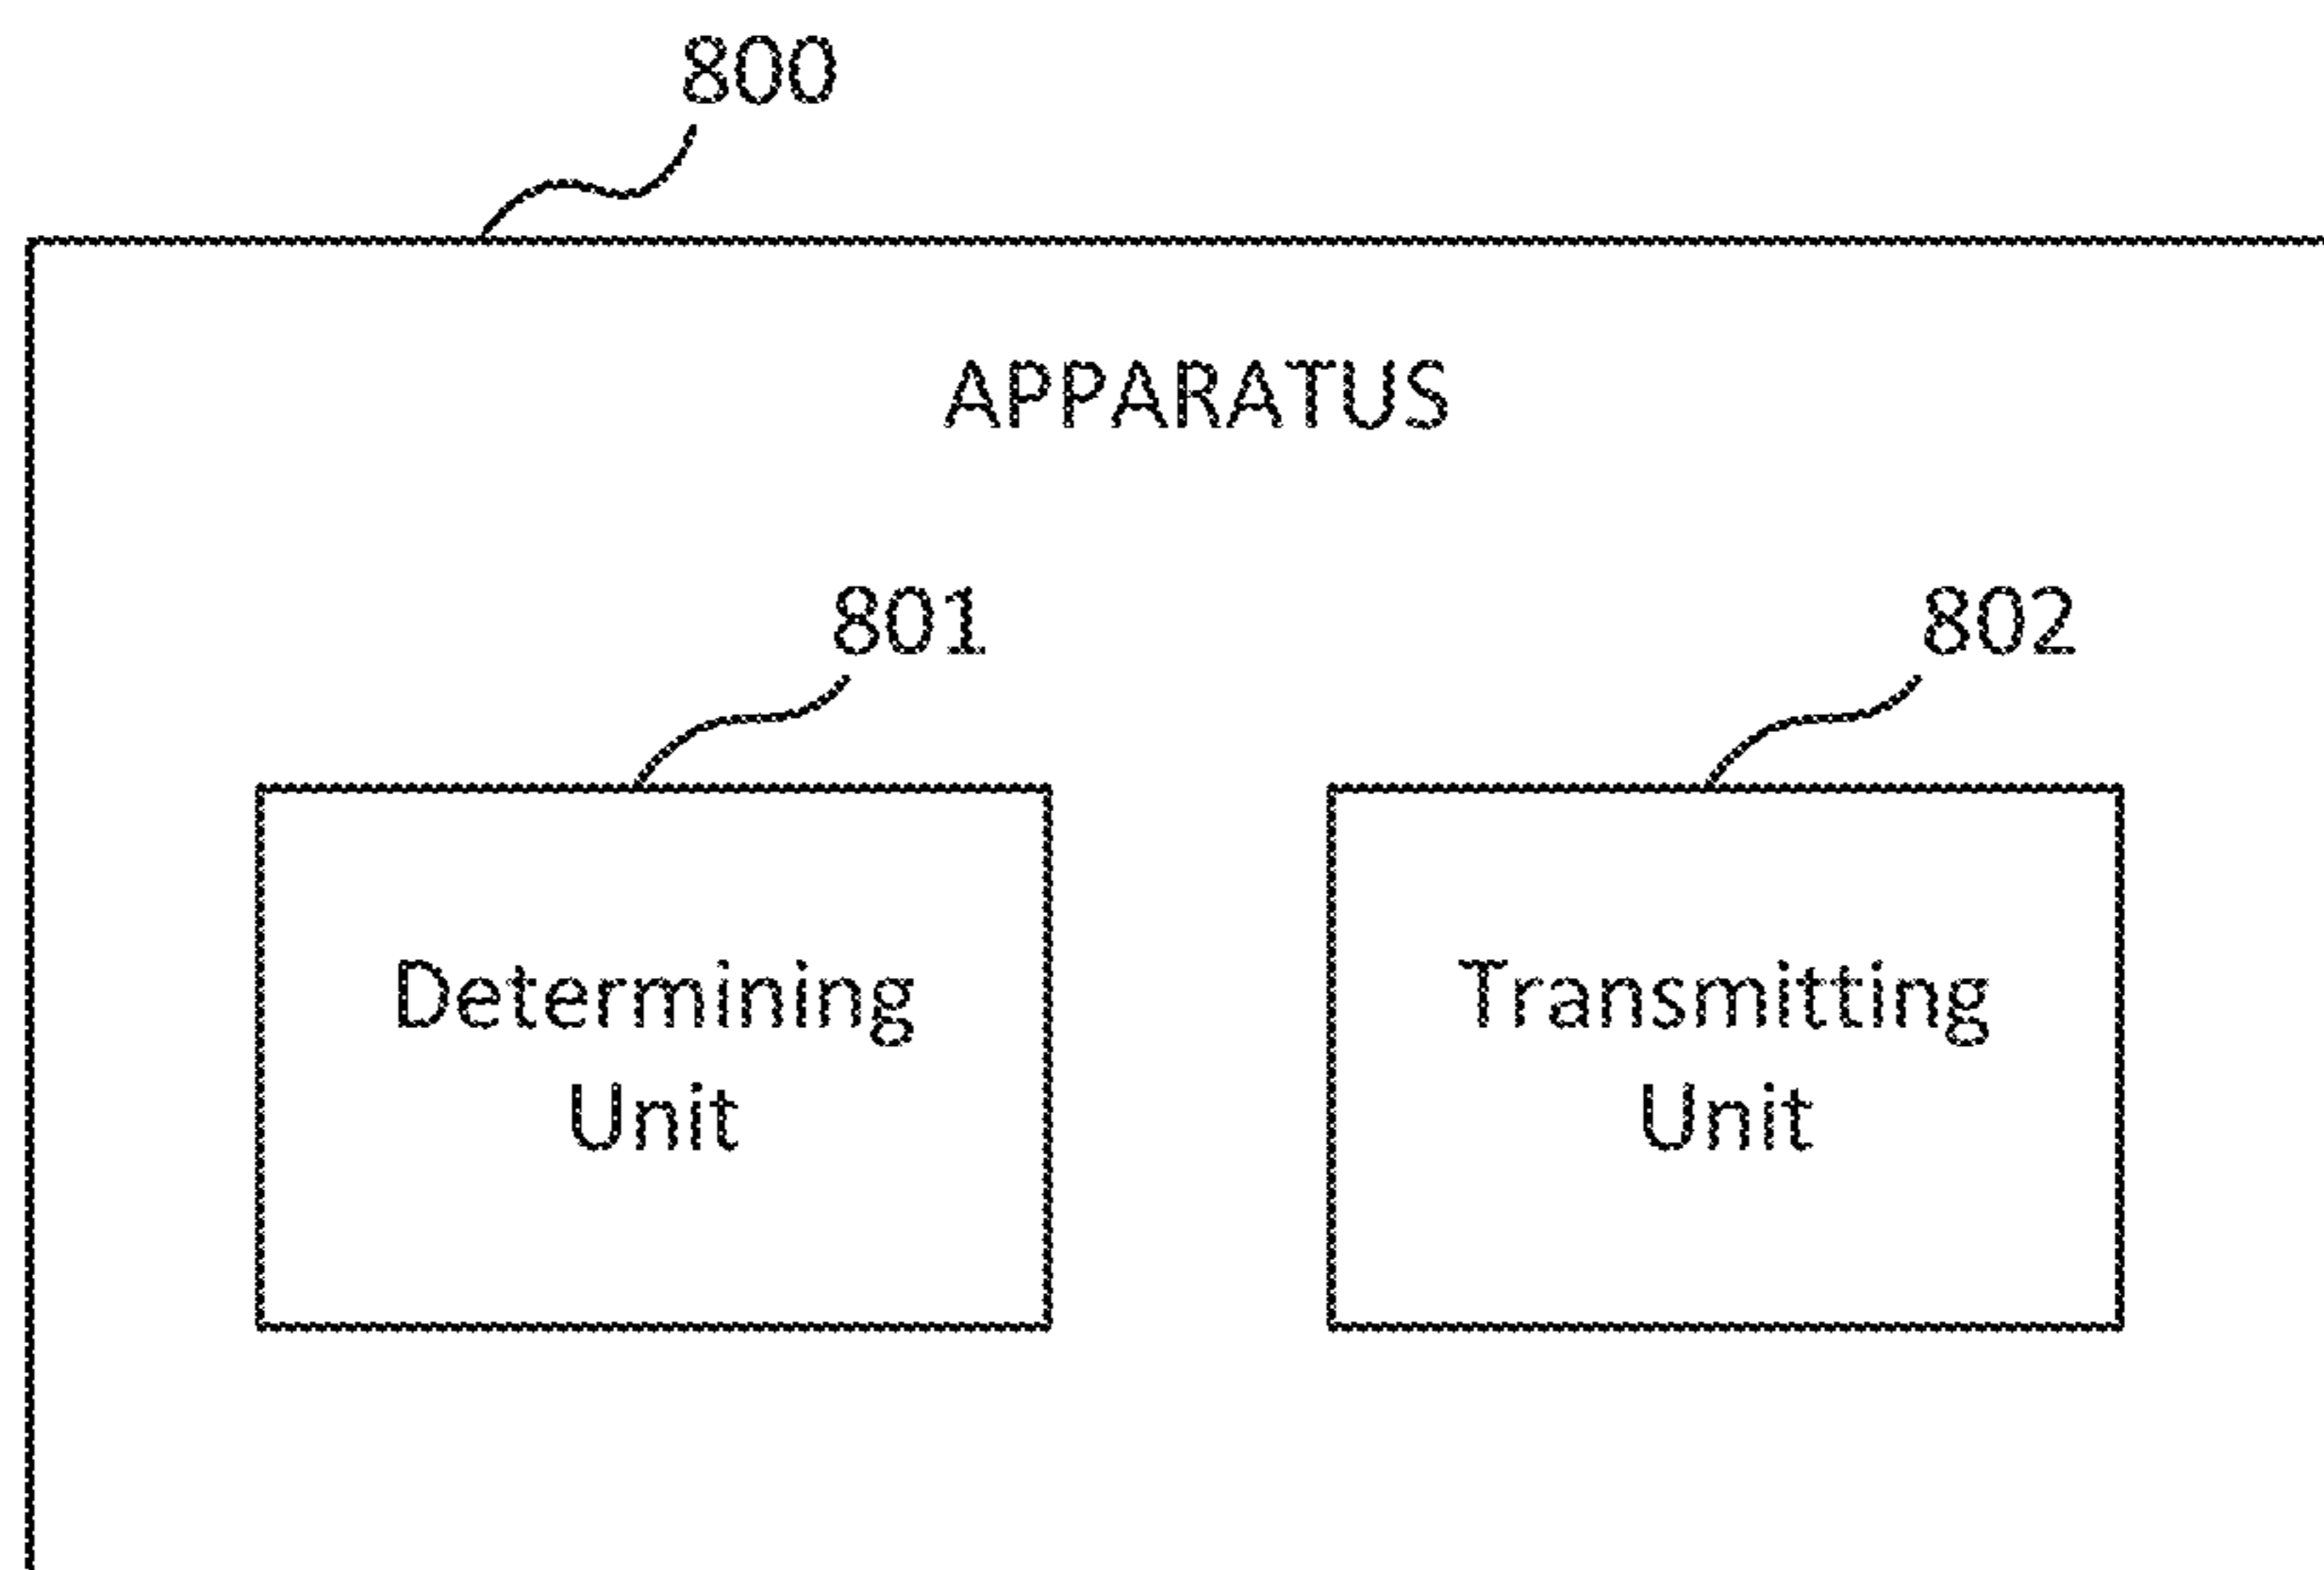 800
APPARATUS
801
802
Determining
Unit
Transmitting
Unit